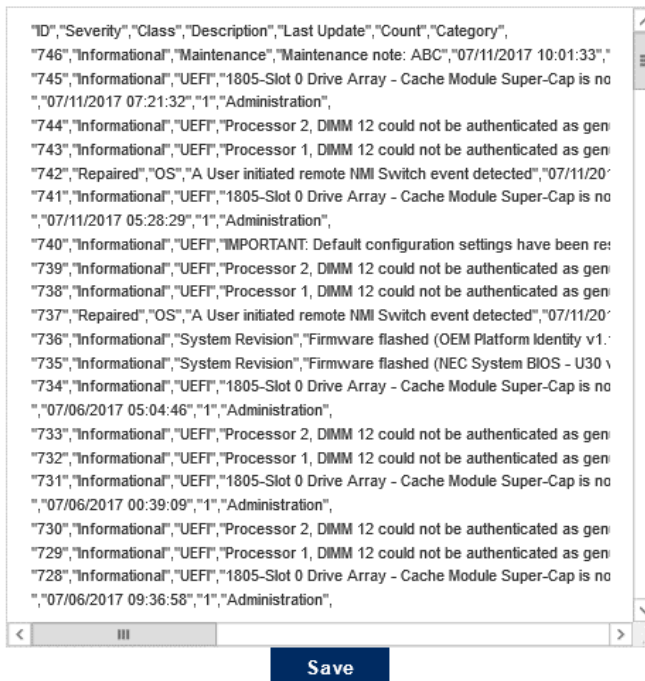 "ID","Severity","Class","Description","Last Update","Count","Category",
"746","Informational","Maintenance","Maintenance note: ABC","07/11/2017 10:01:33","
"745","Informational","UEFI","1805-Slot 0 Drive Array - Cache Module Super-Cap is no
","07/11/2017 07:21:32","1","Administration",
"744","Informational","UEFI","Processor 2, DIMM 12 could not be authenticated as gen
"743","Informational","UEFI","Processor 1, DIMM 12 could not be authenticated as gen
"742","Repaired","OS","A User initiated remote NMI Switch event detected","07/11/201
"741","Informational","UEFI","1805-Slot 0 Drive Array - Cache Module Super-Cap is no
","07/11/2017 05:28:29","1","Administration",
"740","Informational","UEFI","IMPORTANT: Default configuration settings have been res
"739","Informational","UEFI","Processor 2, DIMM 12 could not be authenticated as gen
"738","Informational","UEFI","Processor 1, DIMM 12 could not be authenticated as gen
"737","Repaired","OS","A User initiated remote NMI Switch event detected","07/11/201
"736","Informational","System Revision","Firmware flashed (OEM Platform Identity v1.
"735","Informational","System Revision","Firmware flashed (NEC System BIOS - U30 v
"734","Informational","UEFI","1805-Slot 0 Drive Array - Cache Module Super-Cap is no
","07/06/2017 05:04:46","1","Administration",
"733","Informational","UEFI","Processor 2, DIMM 12 could not be authenticated as gen
"732","Informational","UEFI","Processor 1, DIMM 12 could not be authenticated as gen
"731","Informational","UEFI","1805-Slot 0 Drive Array - Cache Module Super-Cap is no
","07/06/2017 00:39:09","1","Administration",
"730","Informational","UEFI","Processor 2, DIMM 12 could not be authenticated as gen
"729","Informational","UEFI","Processor 1, DIMM 12 could not be authenticated as gen
"728","Informational","UEFI","1805-Slot 0 Drive Array - Cache Module Super-Cap is no
","07/06/2017 09:36:58","1","Administration",
Save